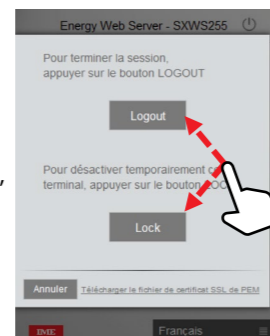 Energy Web Server - SXWS255
Pour terminer la session,
appuyer sur le bouton LOGOUT
Logout
Pour désactiver temporairement
terminal, appuyer sur le bouton
Lock
Annuler
Télécharger le fichier de certificat SSL de PEM
IME
Français